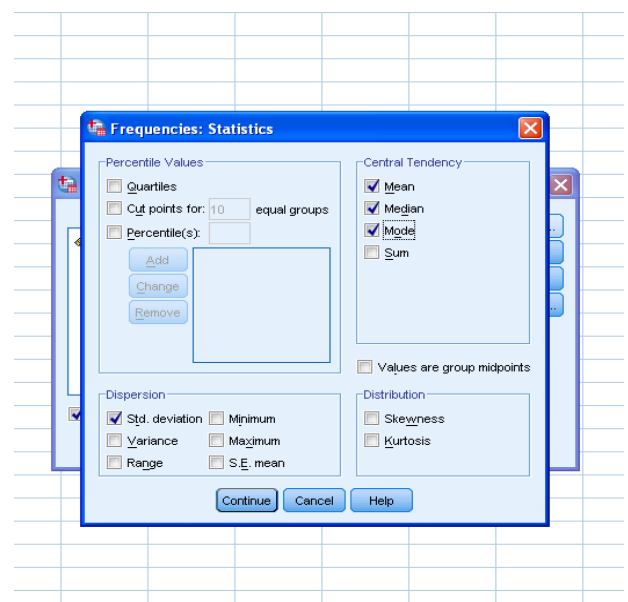 Frequencies: Statistics
Percentile Values
Quartiles
Cut points for: 10 equal groups
Percentile(s):
Add
Change
Remove
Central Tendency
Mean
Median
Mode
Sum
Values are group midpoints
Dispersion
Std. deviation Minimum
Variance Maximum
Range S.E. mean
Distribution
Skewness
Kurtosis
Continue Cancel Help